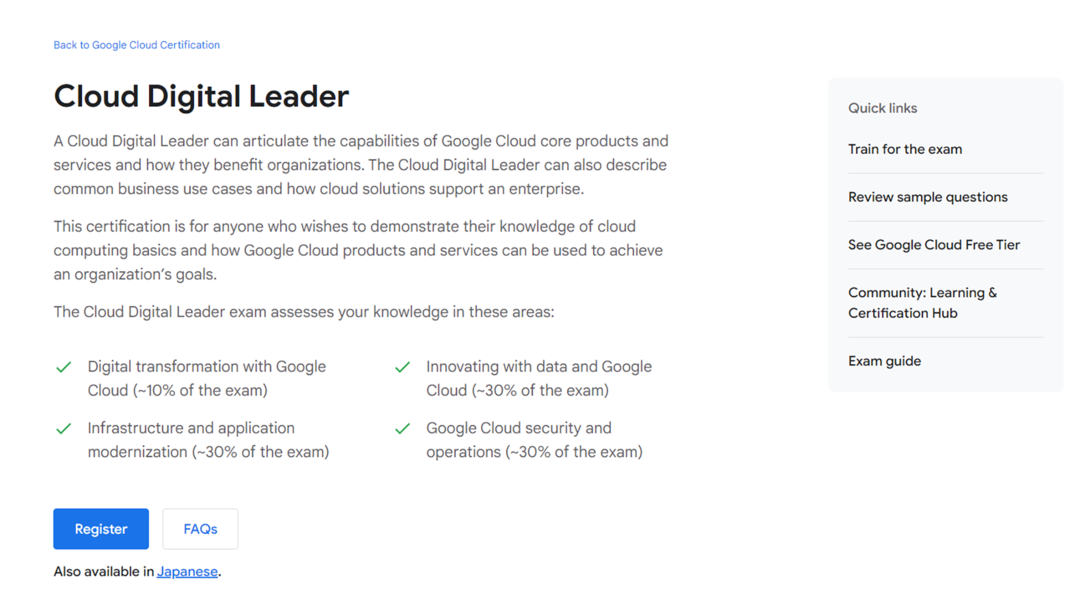 Back to Google Cloud Certification
Cloud Digital Leader
A Cloud Digital Leader can articulate the capabilities of Google Cloud core products and
services and how they benefit organizations. The Cloud Digital Leader can also describe
common business use cases and how cloud solutions support an enterprise.
This certification is for anyone who wishes to demonstrate their knowledge of cloud
computing basics and how Google Cloud products and services can be used to achieve
an organization’s goals.
The Cloud Digital Leader exam assesses your knowledge in these areas:
Digital transformation with Google
Cloud (~10% of the exam)
Innovating with data and Google
Cloud (~30% of the exam)
Infrastructure and application
modernization (~30% of the exam)
Google Cloud security and
operations (~30% of the exam)
Register
FAQs
Also available in Japanese.
Quick links
Train for the exam
Review sample questions
See Google Cloud Free Tier
Community: Learning &
Certification Hub
Exam guide